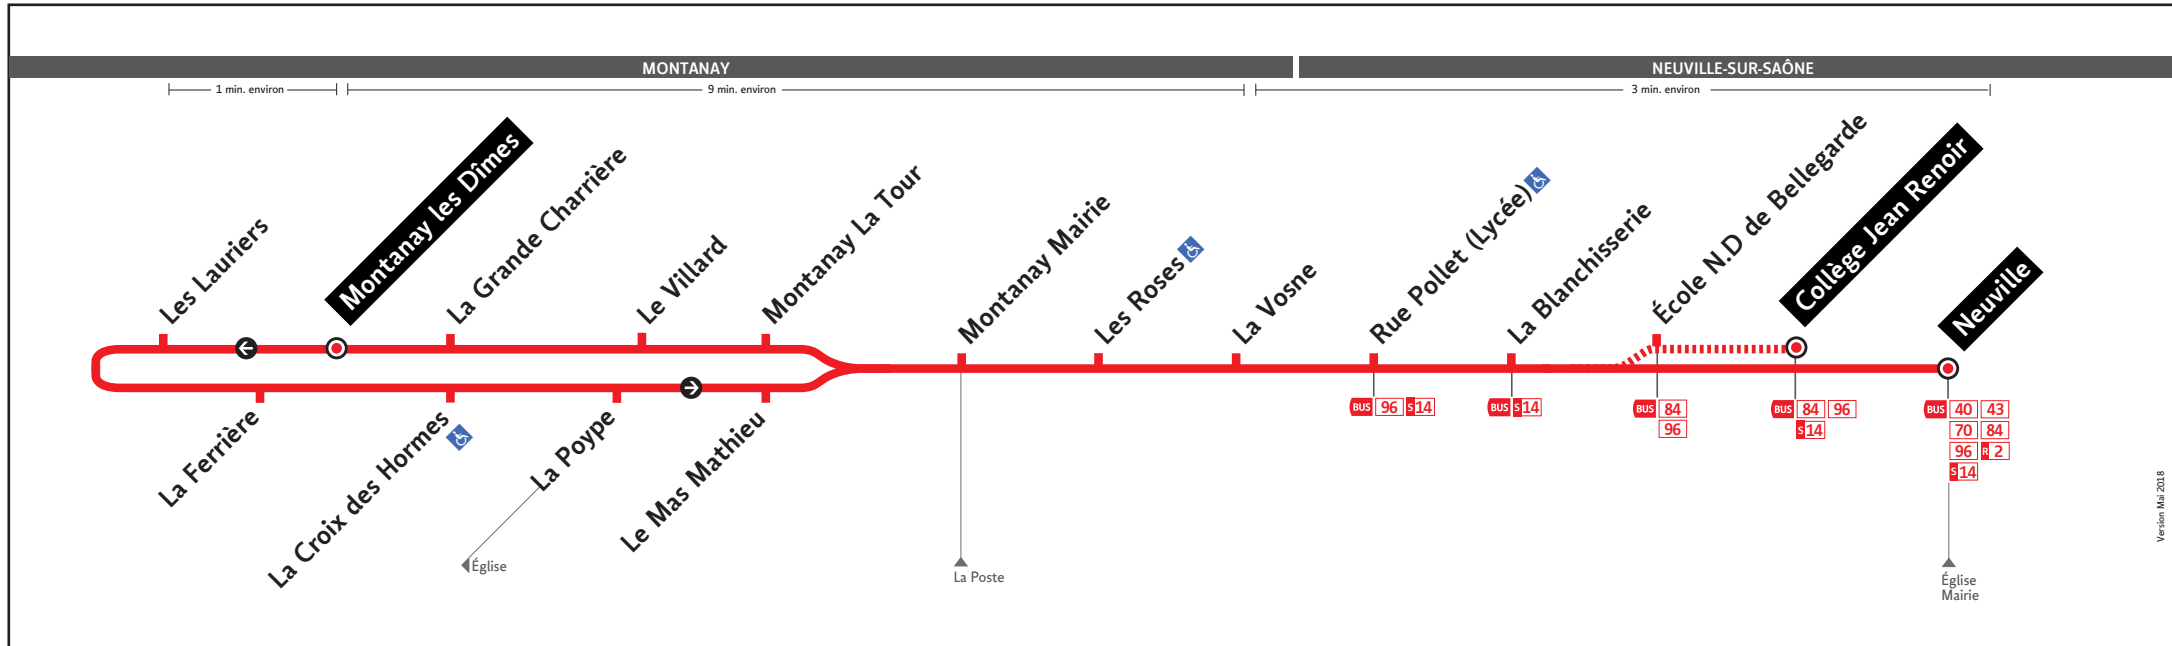 MONTANAY
NEUVILLE-SUR-SAÔNE
1 min. environ
9 min. environ
3 min. environ
Les Lauriers
Montanay les Dîmes
La Grande Charrière
Le Villard
Montanay La Tour
Montanay Mairie
Les Roses
La Vosne
Rue Pollet (Lycée)
La Blanchisserie
École N.D de Bellegarde
Collège Jean Renoir
Neuville
La Ferrière
La Croix des Hormes
La Poype
Le Mas Mathieu
Église
La Poste
BUS 96 S 14
BUS S 14
BUS 84
96
BUS 84 96
S 14
BUS 40 43
70 84
96 R 2
S 14
Église
Mairie
Version Mai 2018